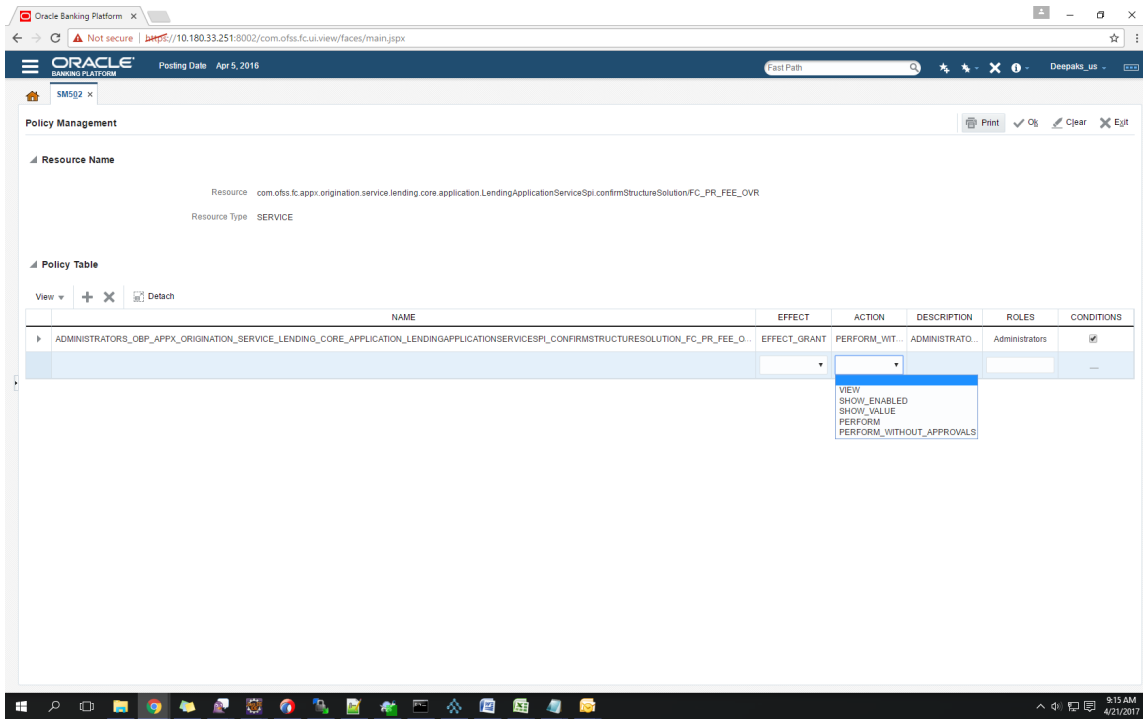 Oracle Banking Platform
Not secure | https://10.180.33.251:8002/com.ofss.fc.ui.view/faces/main.jspx
ORACLE
BANKING PLATFORM
Posting Date Apr 5, 2016
Fast Path
Deepaks_us
SM502
Policy Management
Print Ok Clear Exit
Resource Name
Resource com.ofss.fc.appx.origination.service.lending.core.application.LendingApplicationServiceSpi.confirmStructureSolution/FC_PR_FEE_OVR
Resource Type SERVICE
Policy Table
View Detach
NAME EFFECT ACTION DESCRIPTION ROLES CONDITIONS
ADMINISTRATORS_OBP_APPX_ORIGINATION_SERVICE_LENDING_CORE_APPLICATION_LENDINGAPPLICATIONSERVICESPI_CONFIRMSTRUCTURESOLUTION_FC_PR_FEE_O... EFFECT_GRANT PERFORM_WIT... ADMINISTRATO... Administrators
VIEW
SHOW_ENABLED
SHOW_VALUE
PERFORM
PERFORM_WITHOUT_APPROVALS
9:15 AM
4/21/2017